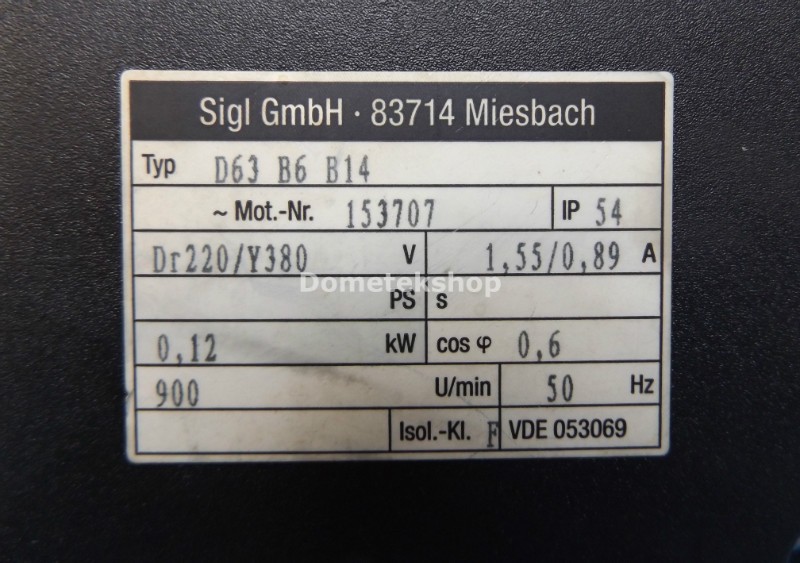 Sigl GmbH · 83714 Miesbach
Typ D63 B6 B14
~ Mot.-Nr. 153707 IP 54
Dr220/Y380 V 1,55/0,89 A
Dometekshop
PS s
0,12 kW cos φ 0,6
900 U/min 50 Hz
Isol.-Kl. F VDE 053069